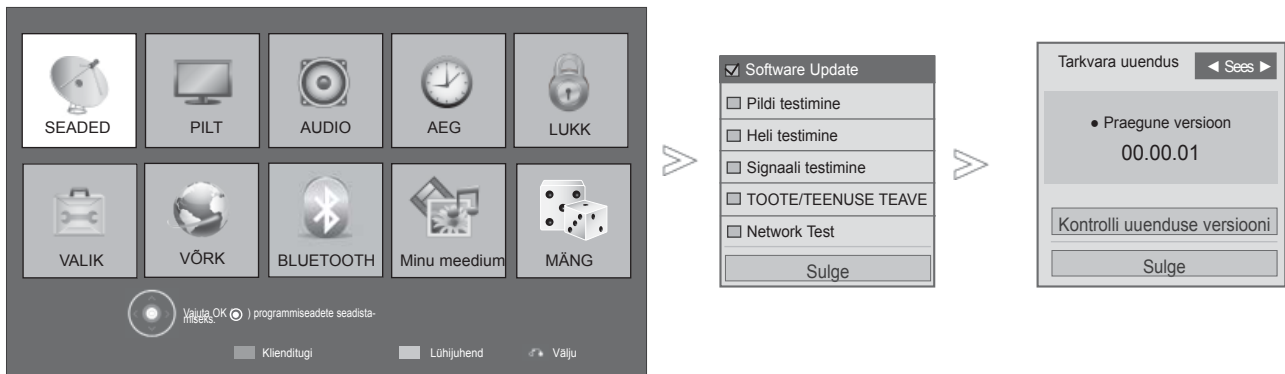 SEADED
PILT
AUDIO
AEG
LUKK
VALIK
VÕRK
BLUETOOTH
Minu meedium
MÄNG
Vajuta OK ) programmiseadete seadista-
miseks.
Klienditugi
Lühijuhend
Välju
Software Update
Pildi testimine
Heli testimine
Signaali testimine
TOOTE/TEENUSE TEAVE
Network Test
Sulge
Tarkvara uuendus ◄ Sees ►
● Praegune versioon
00.00.01
Kontrolli uuenduse versiooni
Sulge